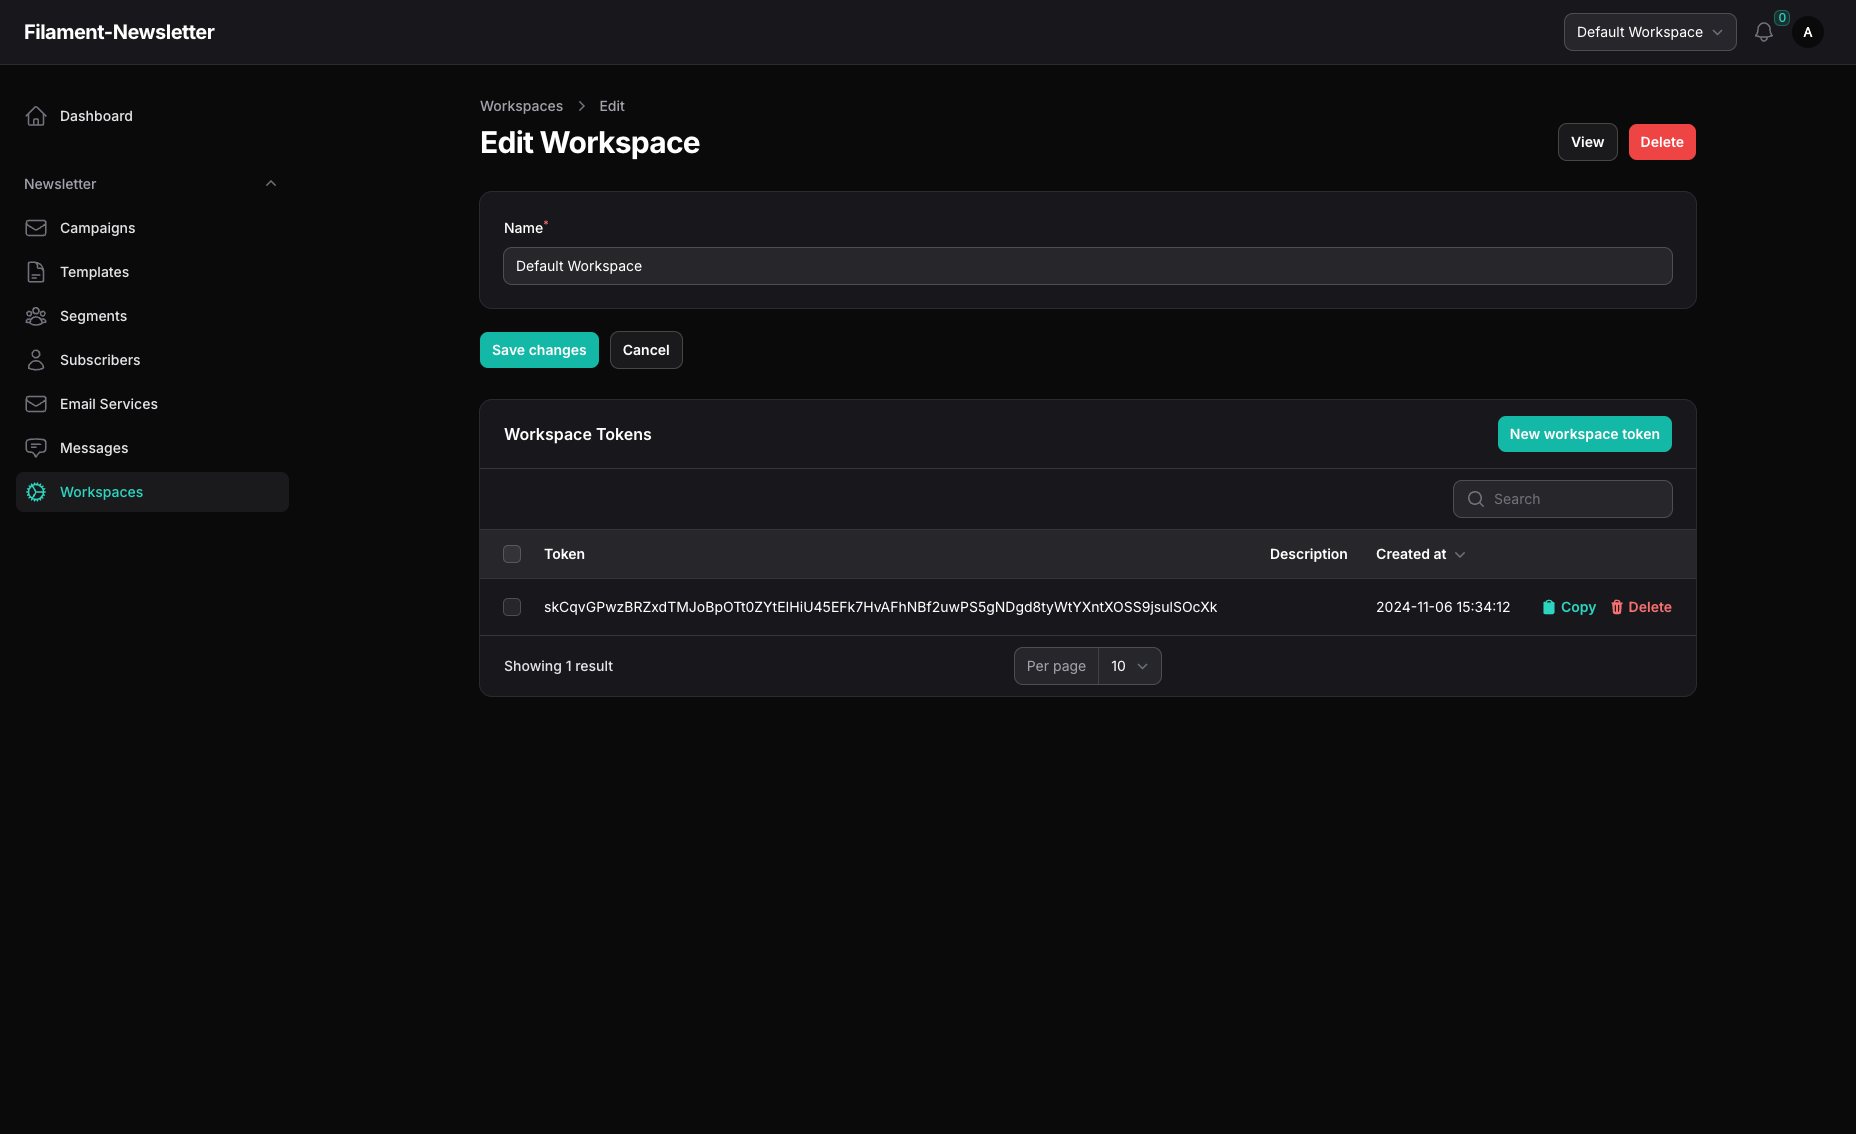 Filament-Newsletter
Default Workspace
0
A
Dashboard
Newsletter
Campaigns
Templates
Segments
Subscribers
Email Services
Messages
Workspaces
Workspaces > Edit
Edit Workspace
View
Delete
Name*
Default Workspace
Save changes
Cancel
Workspace Tokens
New workspace token
Search
Token Description Created at
skCqvGPwzBRZxdTMJoBpOTt0ZYtEIHiU45EFk7HvAFhNBf2uwPS5gNDgd8tyWtYXntXOSS9jsulSOcXk 2024-11-06 15:34:12 Copy Delete
Showing 1 result
Per page 10